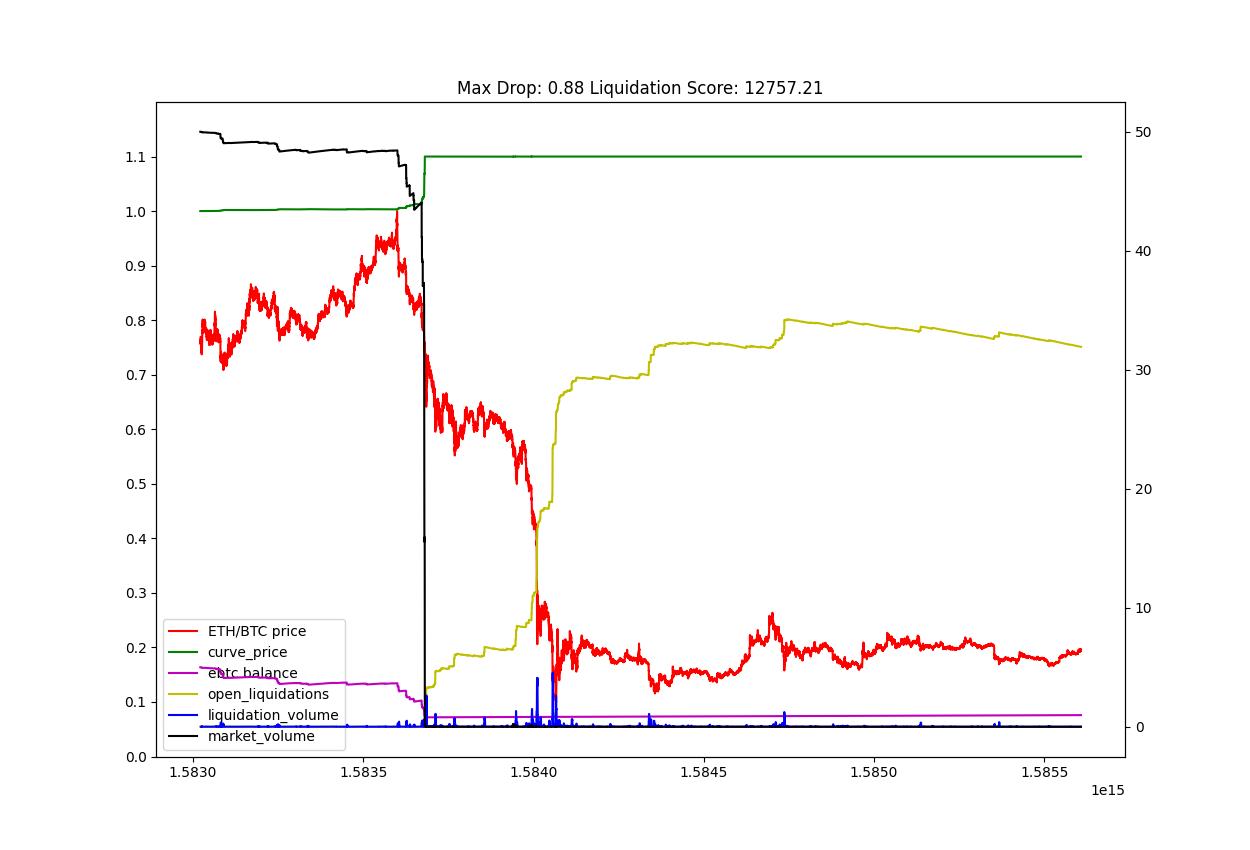 Max Drop: 0.88 Liquidation Score: 12757.21
1.1
1.0
0.9
0.8
0.7
0.6
0.5
0.4
0.3
0.2
0.1
0.0
50
40
30
20
10
0
ETH/BTC price
curve_price
ebtc balance
open_liquidations
liquidation_volume
market_volume
1.5830 1.5835 1.5840 1.5845 1.5850 1.5855
1e15